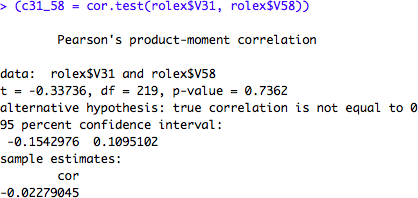 > (c31_58 = cor.test(rolex$V31, rolex$V58))
Pearson's product-moment correlation
data:  rolex$V31 and rolex$V58
t = -0.33736, df = 219, p-value = 0.7362
alternative hypothesis: true correlation is not equal to 0
95 percent confidence interval:
-0.1542976  0.1095102
sample estimates:
cor
-0.02279045